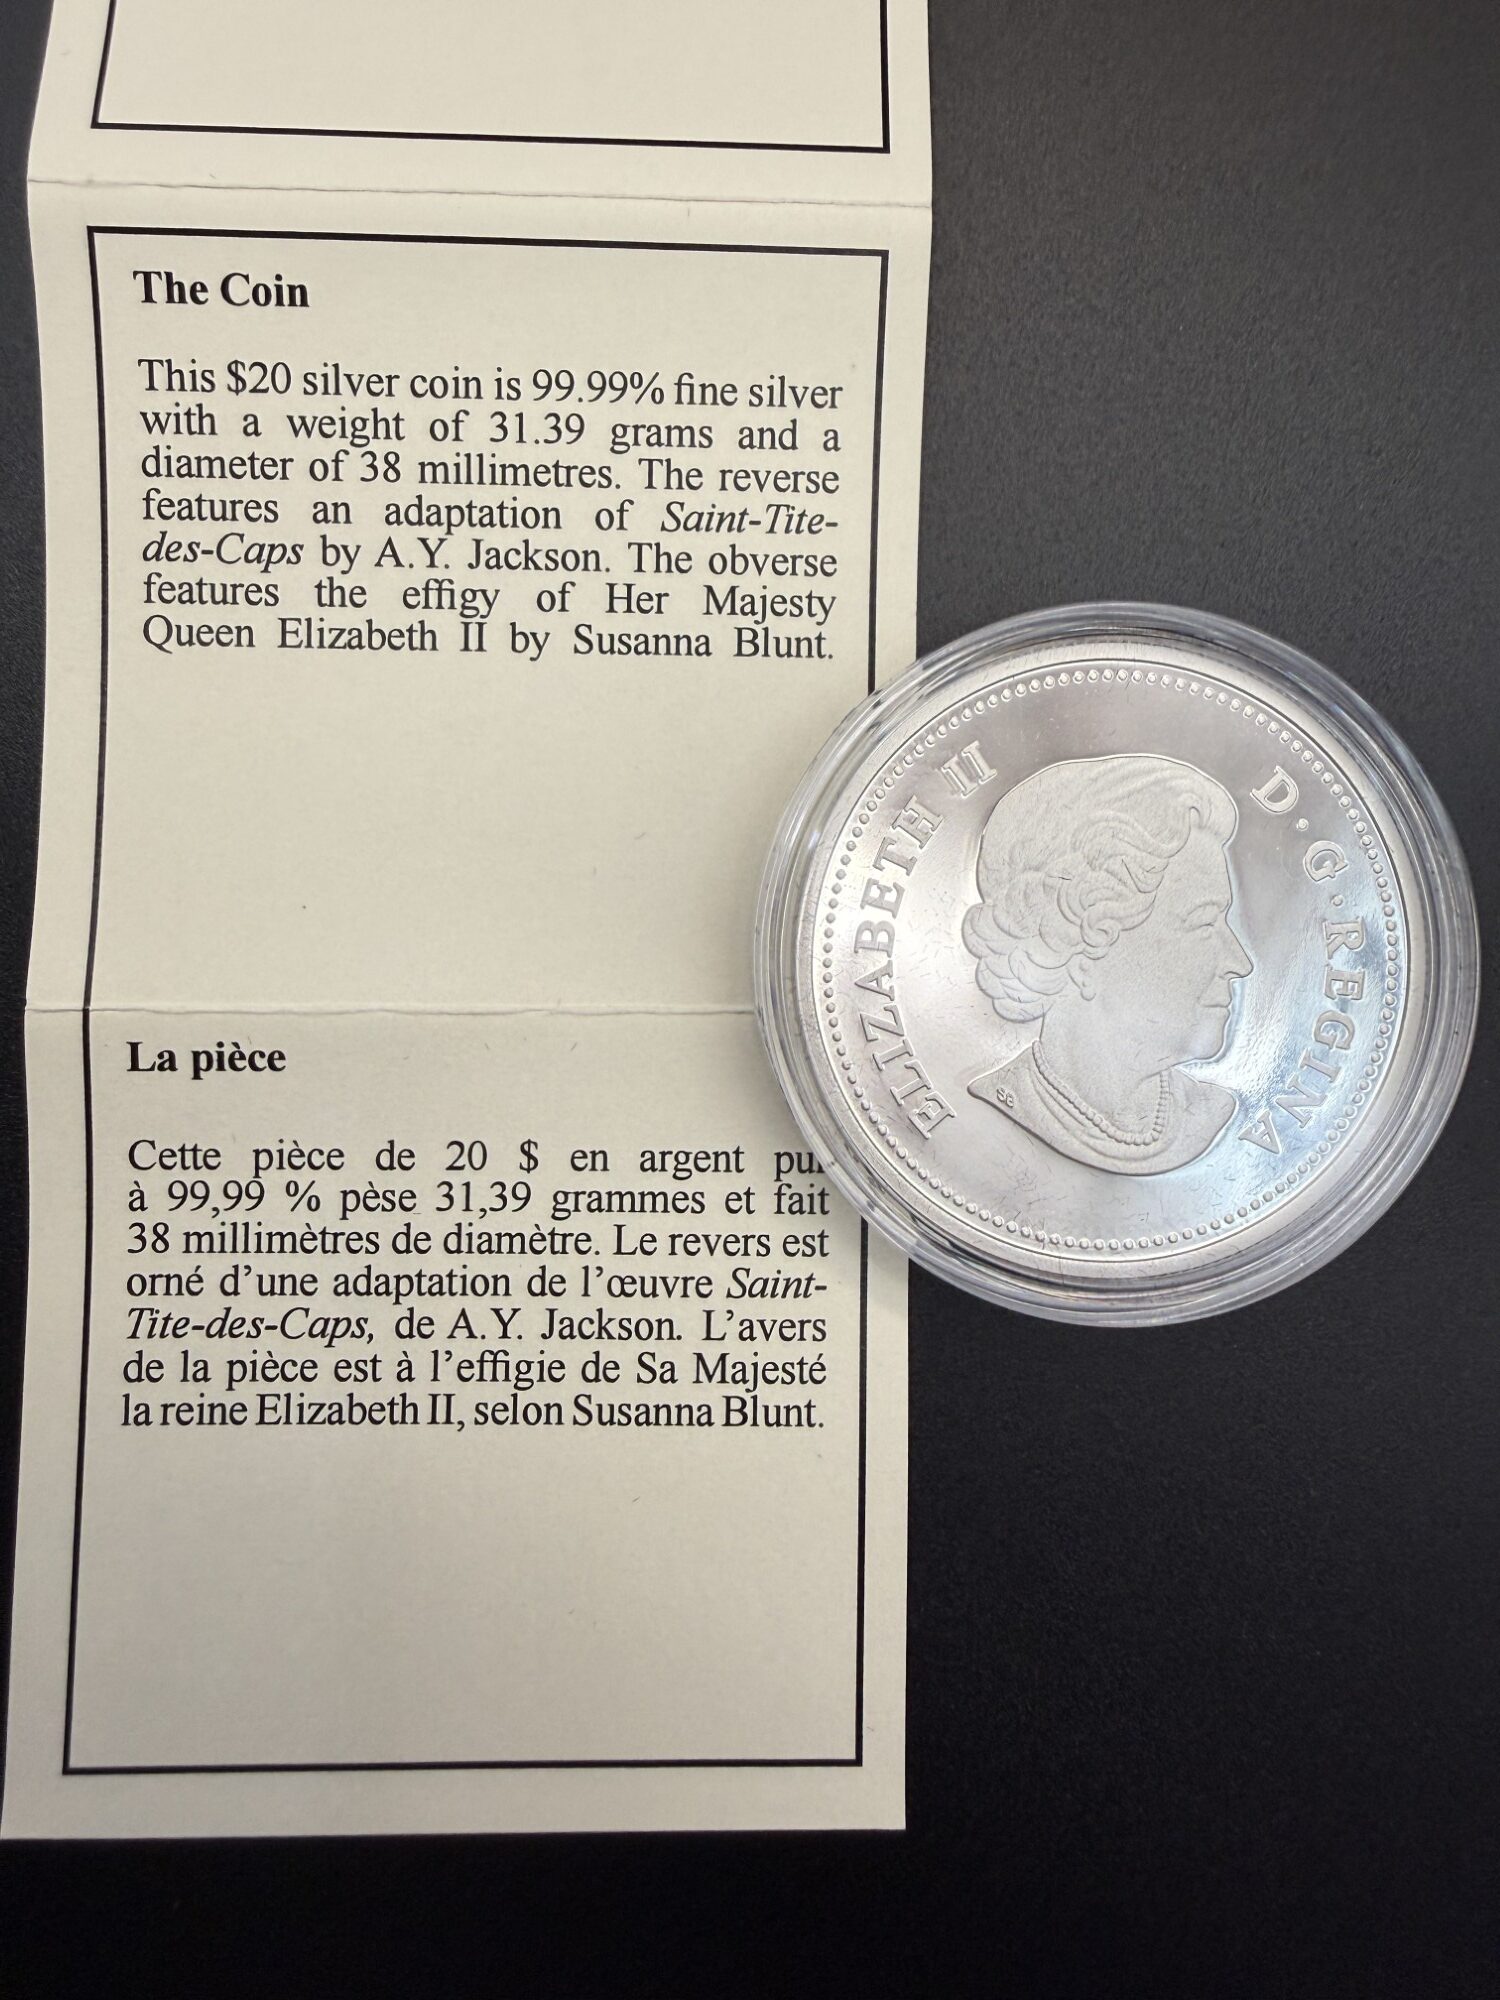 The Coin
This $20 silver coin is 99.99% fine silver
with a weight of 31.39 grams and a
diameter of 38 millimetres. The reverse
features an adaptation of Saint-Tite-
des-Caps by A.Y. Jackson. The obverse
features the effigy of Her Majesty
Queen Elizabeth II by Susanna Blunt.
La pièce
Cette pièce de 20 $ en argent pur
à 99,99 % pèse 31,39 grammes et fait
38 millimètres de diamètre. Le revers est
orné d'une adaptation de l'œuvre Saint-
Tite-des-Caps, de A.Y. Jackson. L'avers
de la pièce est à l'effigie de Sa Majesté
la reine Elizabeth II, selon Susanna Blunt.
ELIZABETH II D·G·REGINA